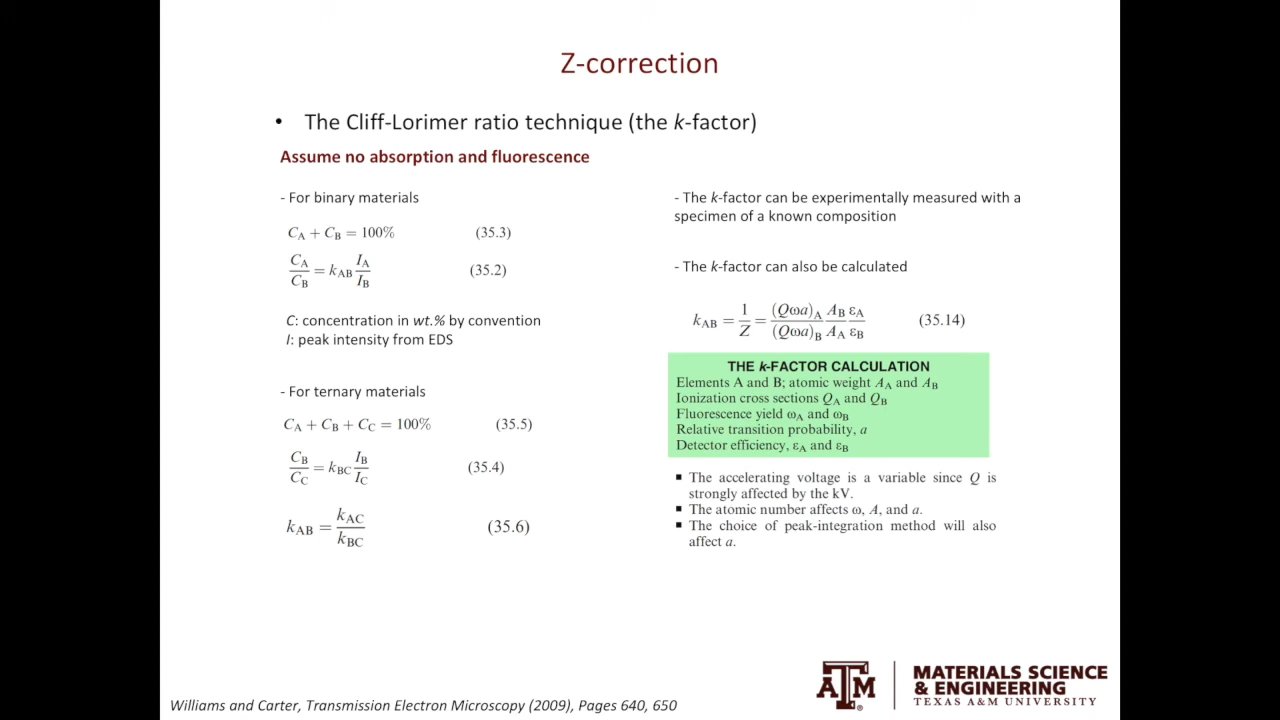 Z-correction
• The Cliff-Lorimer ratio technique (the k-factor)
Assume no absorption and fluorescence
- For binary materials
C_A + C_B = 100% (35.3)
C_A/C_B = k_AB I_A/I_B (35.2)
C: concentration in wt.% by convention
I: peak intensity from EDS
- For ternary materials
C_A + C_B + C_C = 100% (35.5)
C_B/C_C = k_BC I_B/I_C (35.4)
k_AB = k_AC/k_BC (35.6)
- The k-factor can be experimentally measured with a
specimen of a known composition
- The k-factor can also be calculated
k_AB = 1/Z = (Qωa)_A/(Qωa)_B A_B/A_A ε_A/ε_B (35.14)
THE k-FACTOR CALCULATION
Elements A and B; atomic weight A_A and A_B
Ionization cross sections Q_A and Q_B
Fluorescence yield ω_A and ω_B
Relative transition probability, a
Detector efficiency, ε_A and ε_B
▪ The accelerating voltage is a variable since Q is
strongly affected by the kV.
▪ The atomic number affects ω, A, and a.
▪ The choice of peak-integration method will also
affect a.
Williams and Carter, Transmission Electron Microscopy (2009), Pages 640, 650
ATM
MATERIALS SCIENCE
& ENGINEERING
TEXAS A&M UNIVERSITY